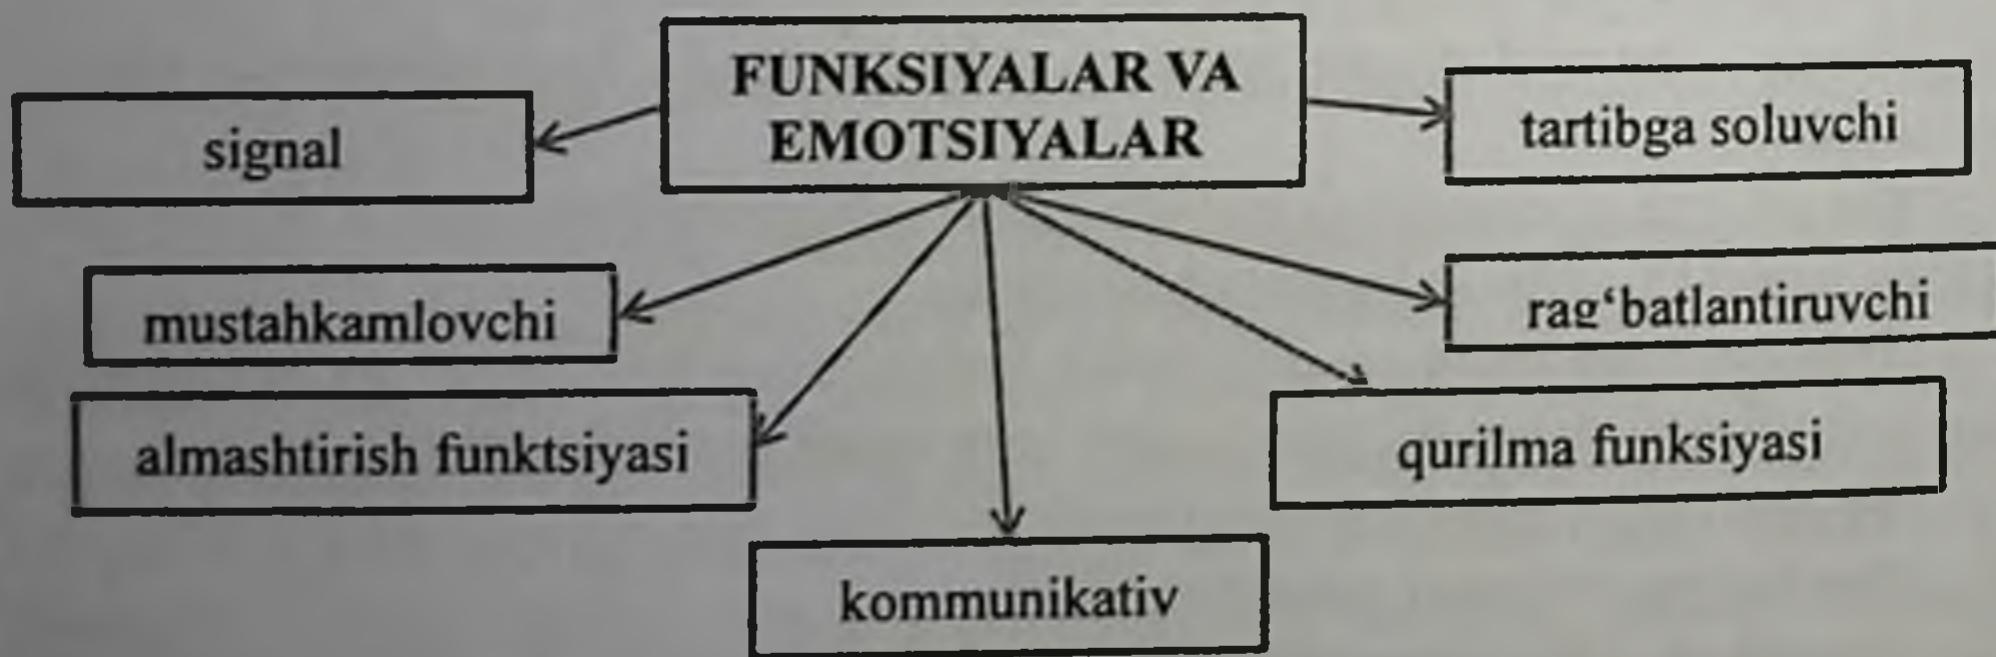 FUNKSIYALAR VA
EMOTSIYALAR
signal
tartibga soluvchi
mustahkamlovchi
rag‘batlantiruvchi
almashtirish funktsiyasi
qurilma funksiyasi
kommunikativ